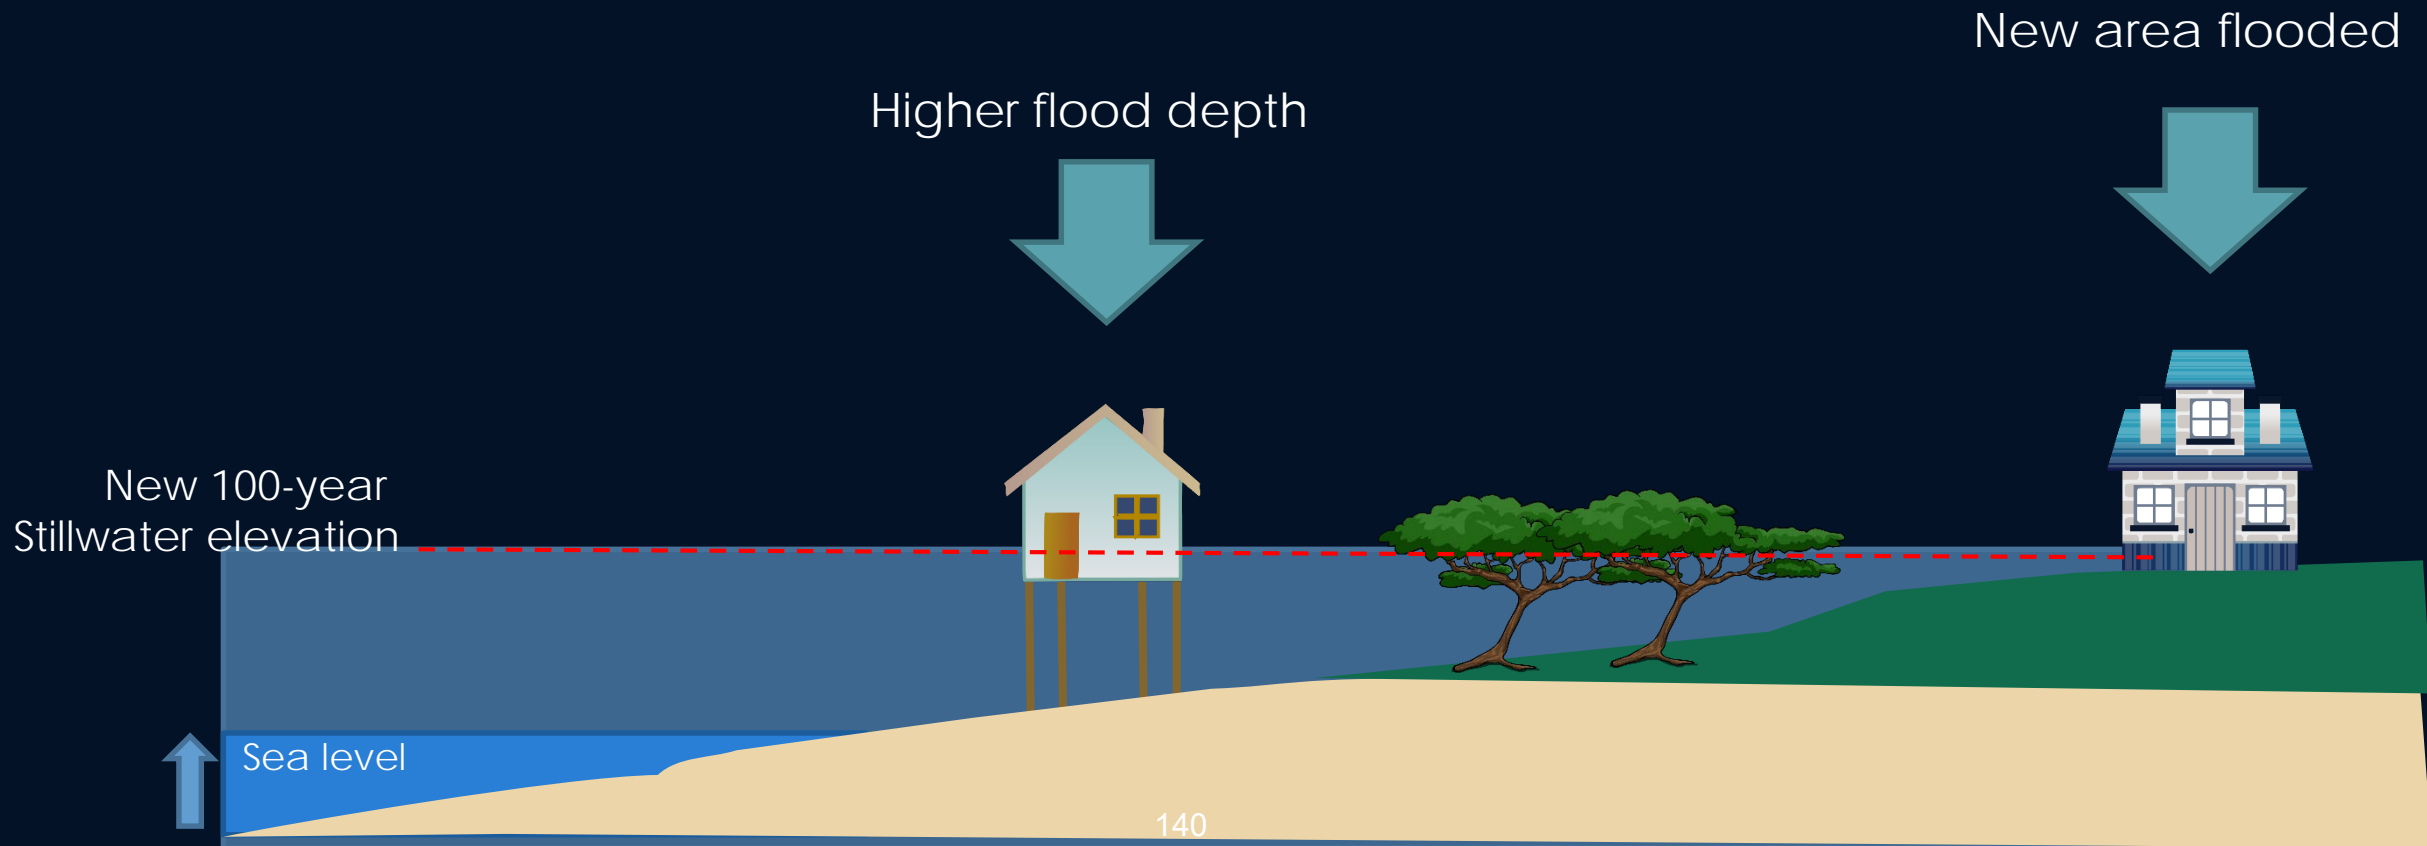 New area flooded
Higher flood depth
New 100-year
Stillwater elevation
Sea level
140